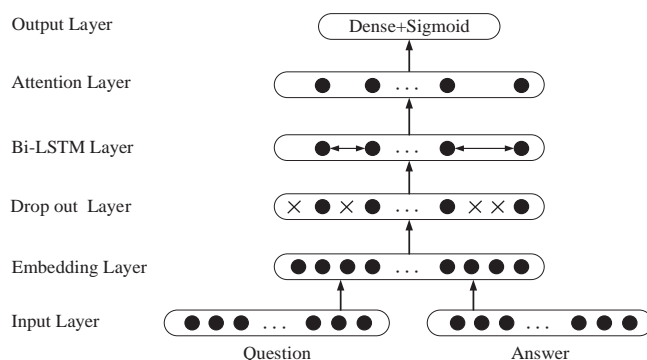 Output Layer
Dense+Sigmoid
Attention Layer
...
Bi-LSTM Layer
...
Drop out Layer
...
Embedding Layer
...
Input Layer
...
...
Question
Answer